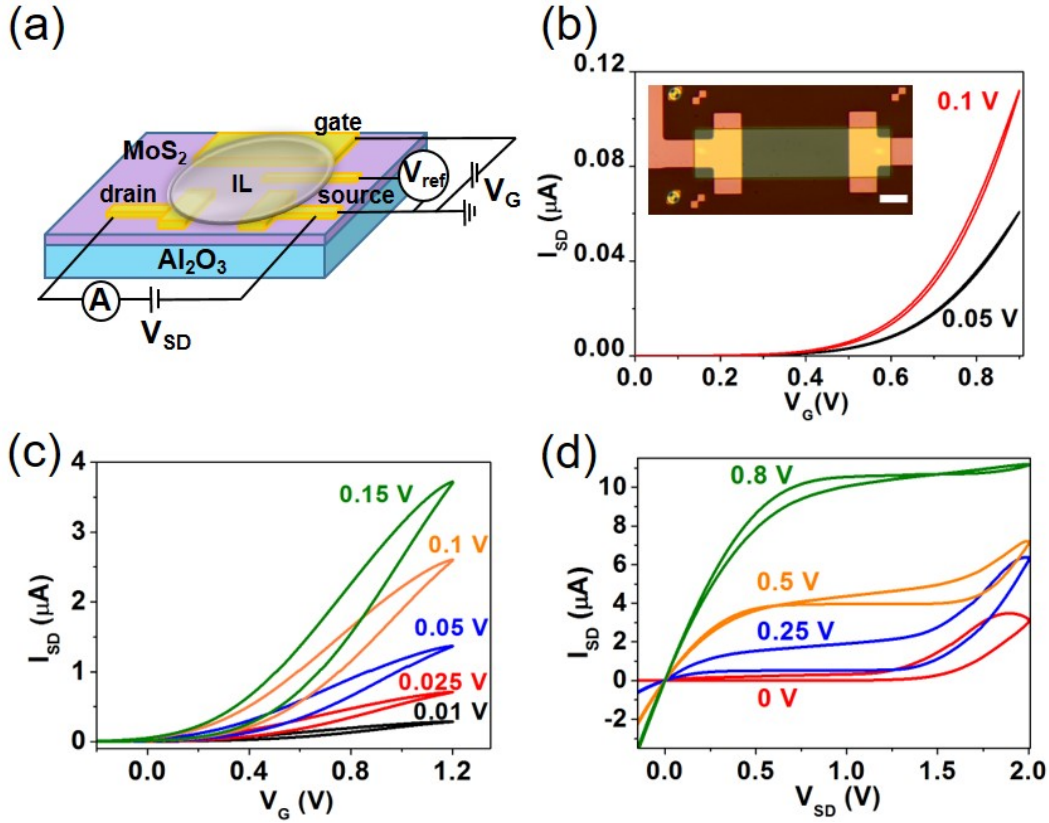 (a)
gate
MoS2
IL
Vref
drain
source
VG
Al2O3
A
VSD
(b)
0.12
0.08
0.04
0.00
ISD (μA)
0.1 V
0.05 V
0.0
0.2
0.4
0.6
0.8
VG(V)
(c)
4
3
2
1
0
ISD (μA)
0.15 V
0.1 V
0.05 V
0.025 V
0.01 V
0.0
0.4
0.8
1.2
VG (V)
(d)
10
8
6
4
2
0
-2
ISD (μA)
0.8 V
0.5 V
0.25 V
0 V
0.0
0.5
1.0
1.5
2.0
VSD (V)